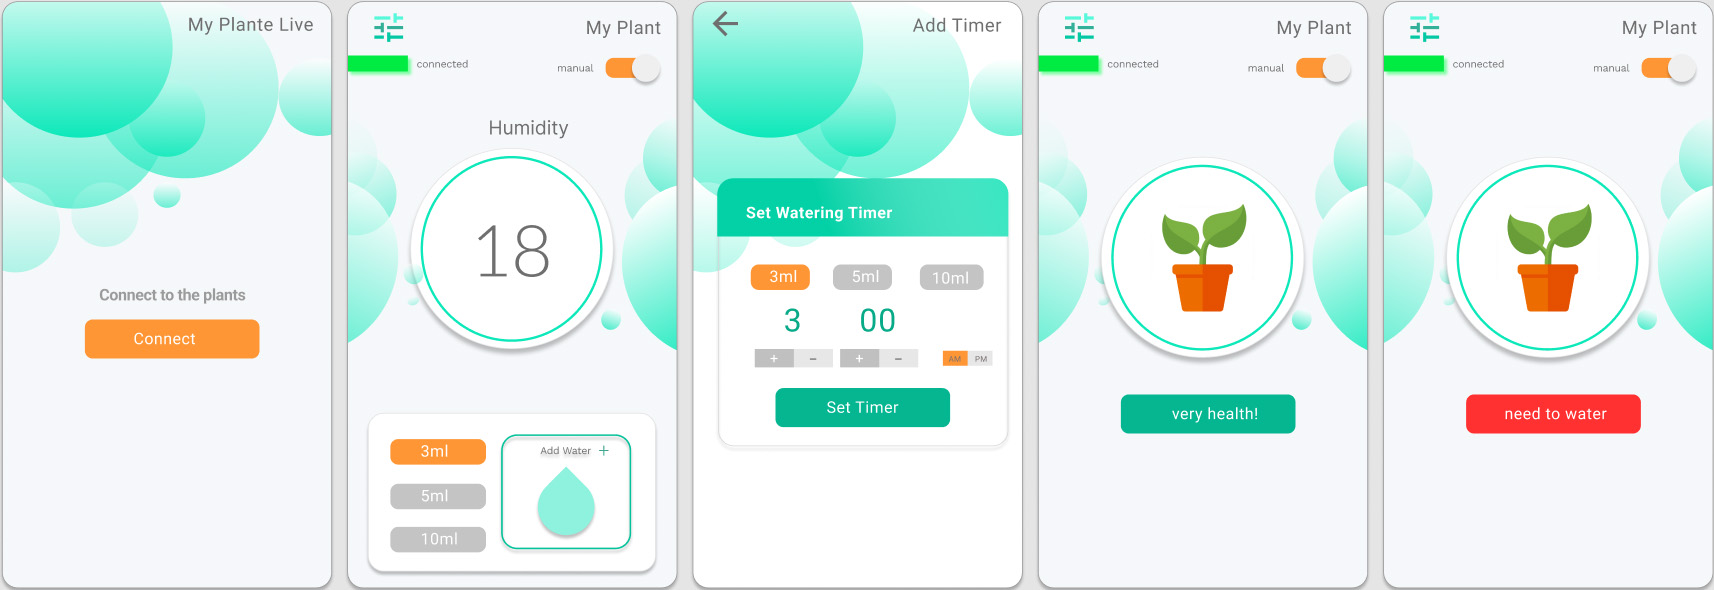 My Plante Live
Connect to the plants
Connect
My Plant
connected
manual
Humidity
18
3ml
5ml
10ml
Add Water +
Add Timer
Set Watering Timer
3ml 5ml 10ml
3 00
+ - + - AM PM
Set Timer
My Plant
connected
manual
very health!
My Plant
connected
manual
need to water